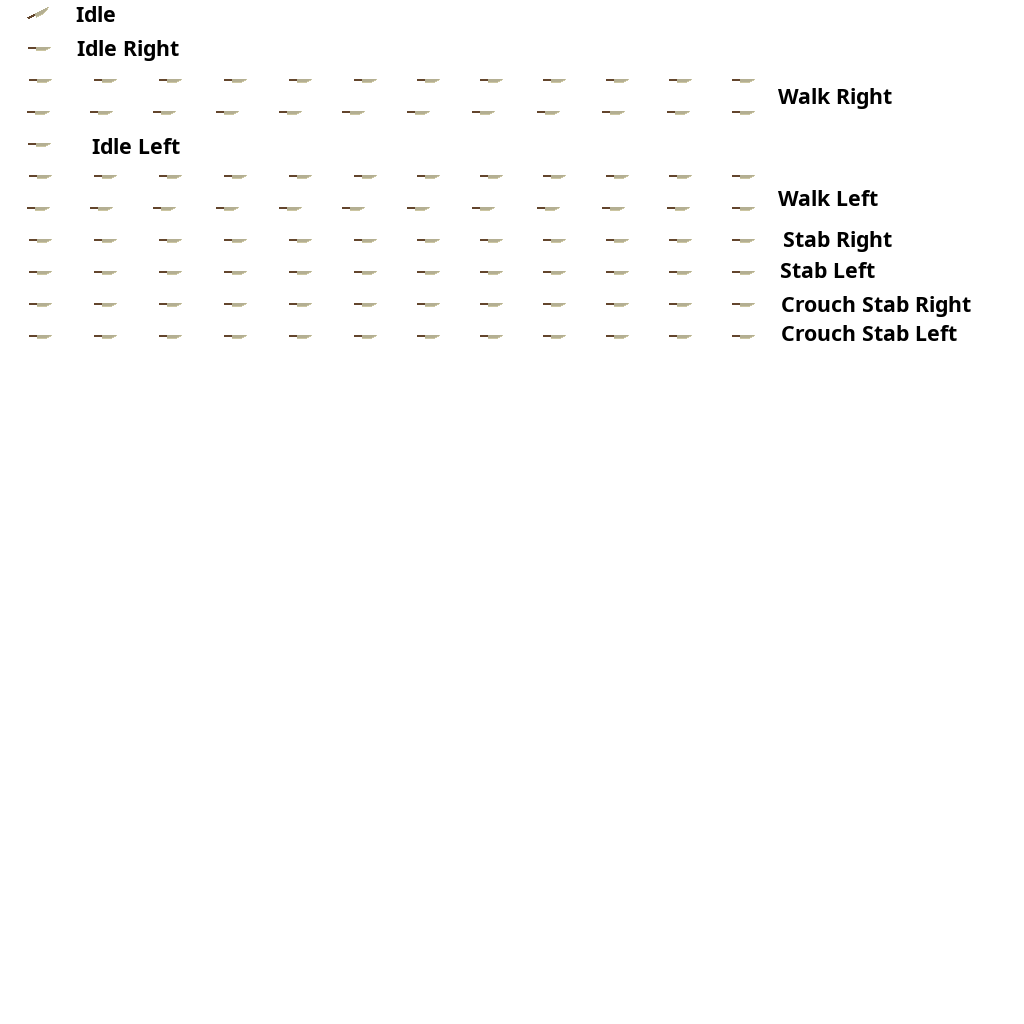 Idle
Idle Right
Walk Right
Idle Left
Walk Left
Stab Right
Stab Left
Crouch Stab Right
Crouch Stab Left